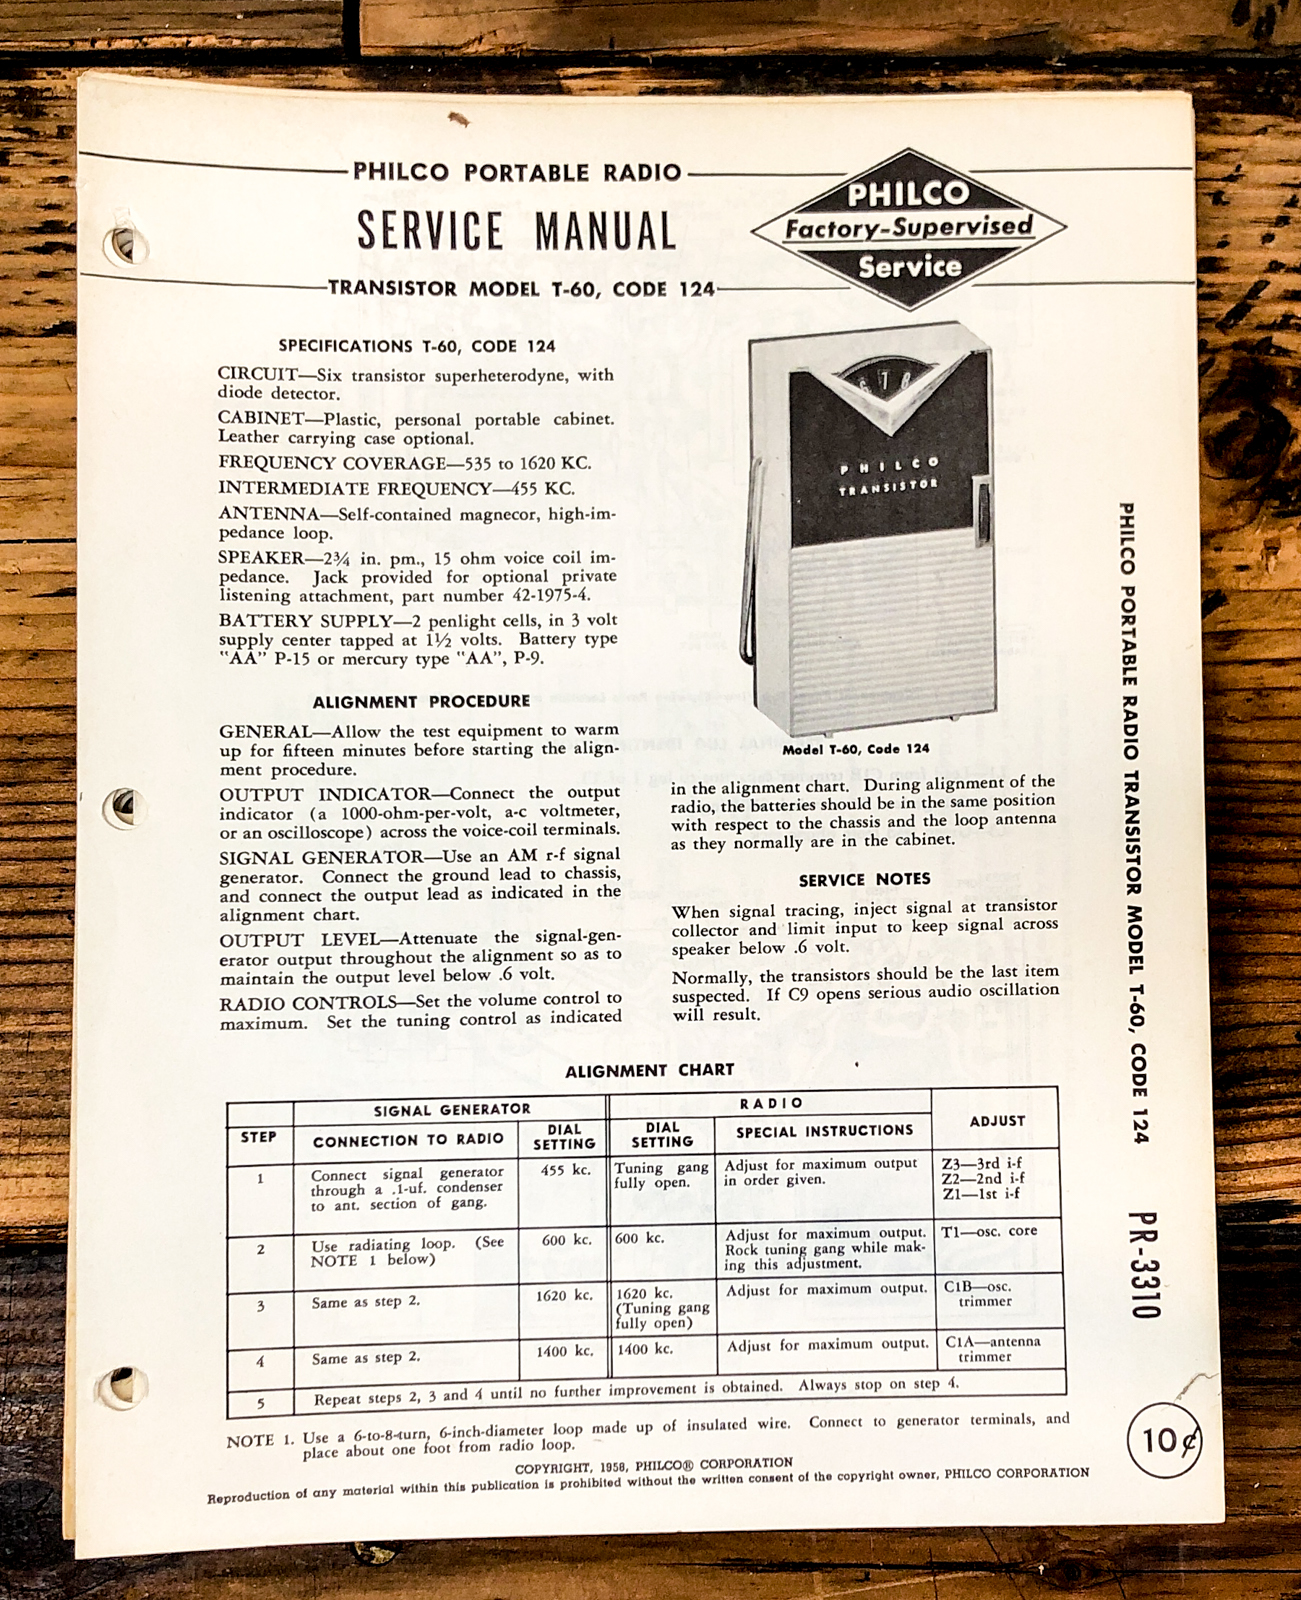 PHILCO PORTABLE RADIO
SERVICE MANUAL
TRANSISTOR MODEL T-60, CODE 124
PHILCO
Factory-Supervised
Service
SPECIFICATIONS T-60, CODE 124
CIRCUIT—Six transistor superheterodyne, with
diode detector.
CABINET—Plastic, personal portable cabinet.
Leather carrying case optional.
FREQUENCY COVERAGE—535 to 1620 KC.
INTERMEDIATE FREQUENCY—455 KC.
ANTENNA—Self-contained magnecor, high-im-
pedance loop.
SPEAKER—2¾ in. pm., 15 ohm voice coil im-
pedance. Jack provided for optional private
listening attachment, part number 42-1975-4.
BATTERY SUPPLY—2 penlight cells, in 3 volt
supply center tapped at 1½ volts. Battery type
"AA" P-15 or mercury type "AA", P-9.
ALIGNMENT PROCEDURE
GENERAL—Allow the test equipment to warm
up for fifteen minutes before starting the align-
ment procedure.
OUTPUT INDICATOR—Connect the output
indicator (a 1000-ohm-per-volt, a-c voltmeter,
or an oscilloscope) across the voice-coil terminals.
SIGNAL GENERATOR—Use an AM r-f signal
generator. Connect the ground lead to chassis,
and connect the output lead as indicated in the
alignment chart.
OUTPUT LEVEL—Attenuate the signal-gen-
erator output throughout the alignment so as to
maintain the output level below .6 volt.
RADIO CONTROLS—Set the volume control to
maximum. Set the tuning control as indicated
6 7 8
PHILCO
TRANSISTOR
Model T-60, Code 124
in the alignment chart. During alignment of the
radio, the batteries should be in the same position
with respect to the chassis and the loop antenna
as they normally are in the cabinet.
SERVICE NOTES
When signal tracing, inject signal at transistor
collector and limit input to keep signal across
speaker below .6 volt.
Normally, the transistors should be the last item
suspected. If C9 opens serious audio oscillation
will result.
ALIGNMENT CHART
STEP
SIGNAL GENERATOR
RADIO
ADJUST
CONNECTION TO RADIO
DIAL
SETTING
DIAL
SETTING
SPECIAL INSTRUCTIONS
1
Connect signal generator
through a .1-uf. condenser
to ant. section of gang.
455 kc.
Tuning gang
fully open.
Adjust for maximum output
in order given.
Z3—3rd i-f
Z2—2nd i-f
Z1—1st i-f
2
Use radiating loop. (See
NOTE 1 below)
600 kc.
600 kc.
Adjust for maximum output.
Rock tuning gang while mak-
ing this adjustment.
T1—osc. core
3
Same as step 2.
1620 kc.
1620 kc.
(Tuning gang
fully open)
Adjust for maximum output.
C1B—osc.
trimmer
4
Same as step 2.
1400 kc.
1400 kc.
Adjust for maximum output.
C1A—antenna
trimmer
5
Repeat steps 2, 3 and 4 until no further improvement is obtained. Always stop on step 4.
NOTE 1. Use a 6-to-8-turn, 6-inch-diameter loop made up of insulated wire. Connect to generator terminals, and
place about one foot from radio loop.
COPYRIGHT, 1958, PHILCO® CORPORATION
Reproduction of any material within this publication is prohibited without the written consent of the copyright owner, PHILCO CORPORATION
PHILCO PORTABLE RADIO TRANSISTOR MODEL T-60, CODE 124
PR-3310
10¢